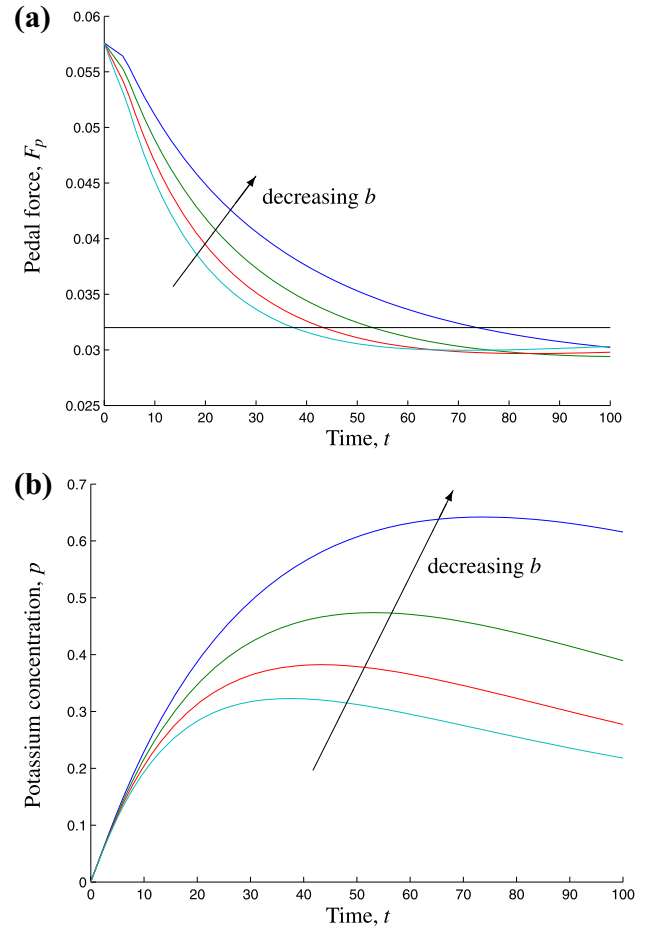 (a)
0.06
0.055
0.05
0.045
0.04
0.035
0.03
0.025
Pedal force, Fₚ
decreasing b
0 10 20 30 40 50 60 70 80 90 100
Time, t
(b)
0.7
0.6
0.5
0.4
0.3
0.2
0.1
0
Potassium concentration, p
decreasing b
0 10 20 30 40 50 60 70 80 90 100
Time, t